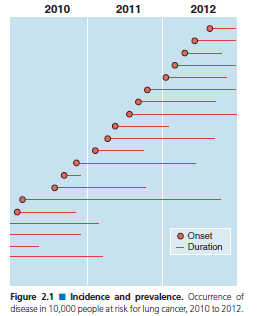 2010 2011 2012
Onset
Duration
Figure 2.1 ■ Incidence and prevalence. Occurrence of
disease in 10,000 people at risk for lung cancer, 2010 to 2012.